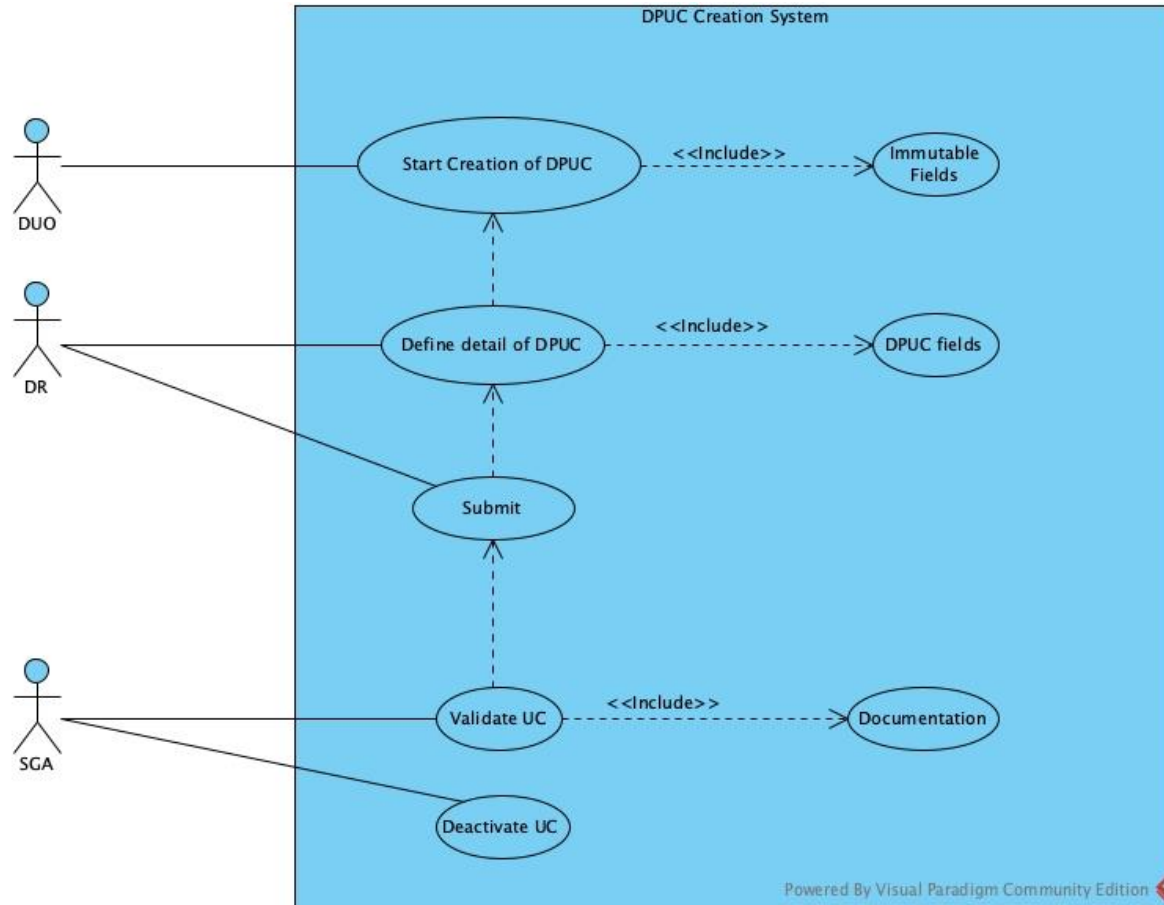 DPUC Creation System
DUO
Start Creation of DPUC
<<Include>>
Immutable
Fields
DR
Define detail of DPUC
<<Include>>
DPUC fields
Submit
SGA
Validate UC
<<Include>>
Documentation
Deactivate UC
Powered By Visual Paradigm Community Edition